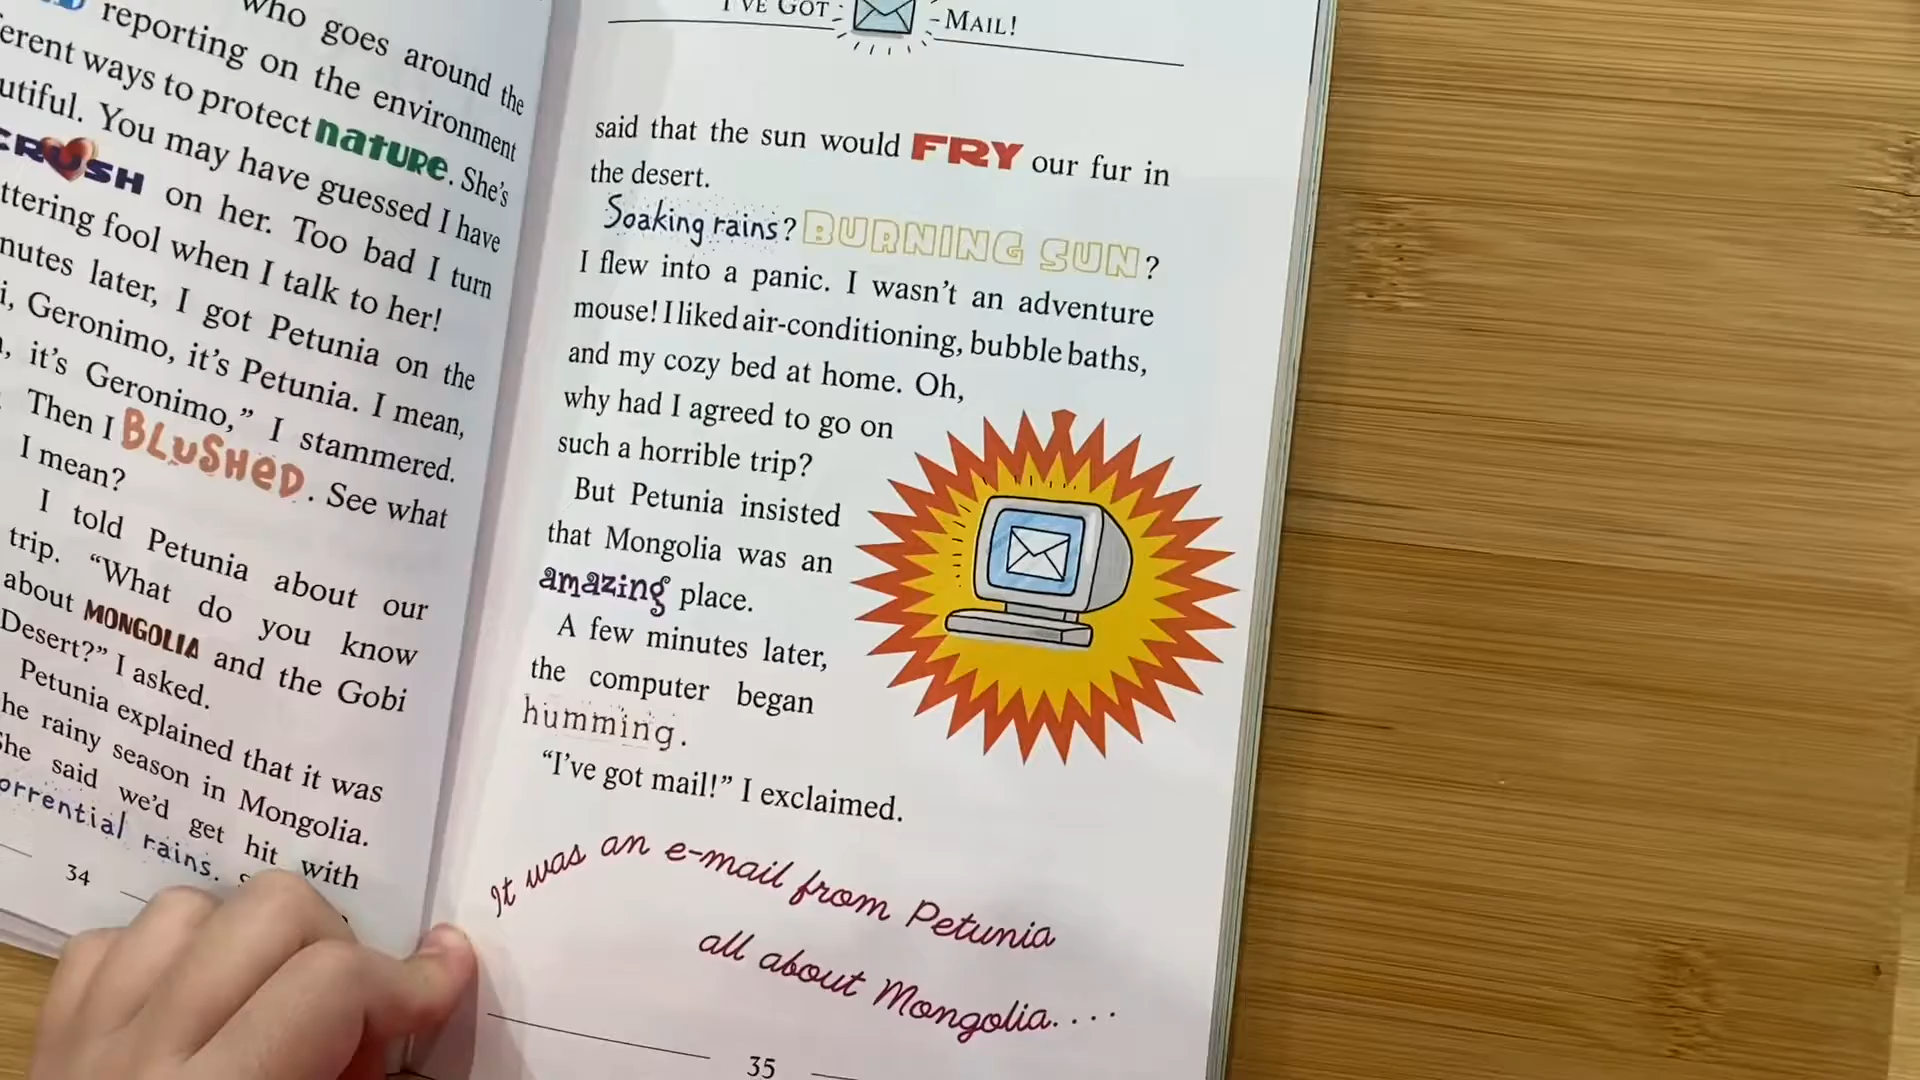 who goes around the
reporting on the environment
ways to protect nature. She's
You may have guessed I have
CRUSH on her. Too bad I turn
fool when I talk to her!
later, I got Petunia on the
Geronimo, it's Petunia. I mean,
it's Geronimo,” I stammered.
Then I BLUSHED. See what
I mean?
I told Petunia about our
trip. “What do you know
about MONGOLIA and the Gobi
Desert?” I asked.
Petunia explained that it was
rainy season in Mongolia.
said we'd get hit with
rains.
34
I'VE GOT MAIL!
said that the sun would FRY our fur in
the desert.
Soaking rains? BURNING SUN?
I flew into a panic. I wasn't an adventure
mouse! I liked air-conditioning, bubble baths,
and my cozy bed at home. Oh,
why had I agreed to go on
such a horrible trip?
But Petunia insisted
that Mongolia was an
amazing place.
A few minutes later,
the computer began
humming.
“I've got mail!” I exclaimed.
It was an e-mail from Petunia
all about Mongolia....
35